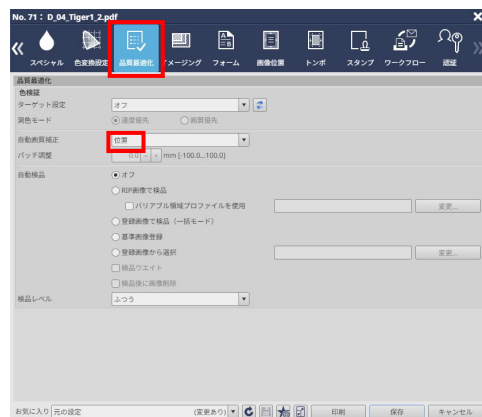 No. 71 : D_04_Tiger1_2.pdf
スペシャル 色変換設定 品質最適化 イメージング フォーム 画像位置 トンボ スタンプ ワークフロー 認証
品質最適化
色検証
ターゲット設定 オフ
測色モード 速度優先 画質優先
自動画質補正 位置
パッチ調整 0.0 - + mm [-100.0...100.0]
自動検品 オフ
RIP画像で検品
バリアブル領域プロファイルを使用 変更...
登録画像で検品（一括モード）
基準画像登録
登録画像から選択 変更...
検品ウエイト
検品後に画像削除
検品レベル ふつう
お気に入り 元の設定 (変更あり) 印刷 保存 キャンセル